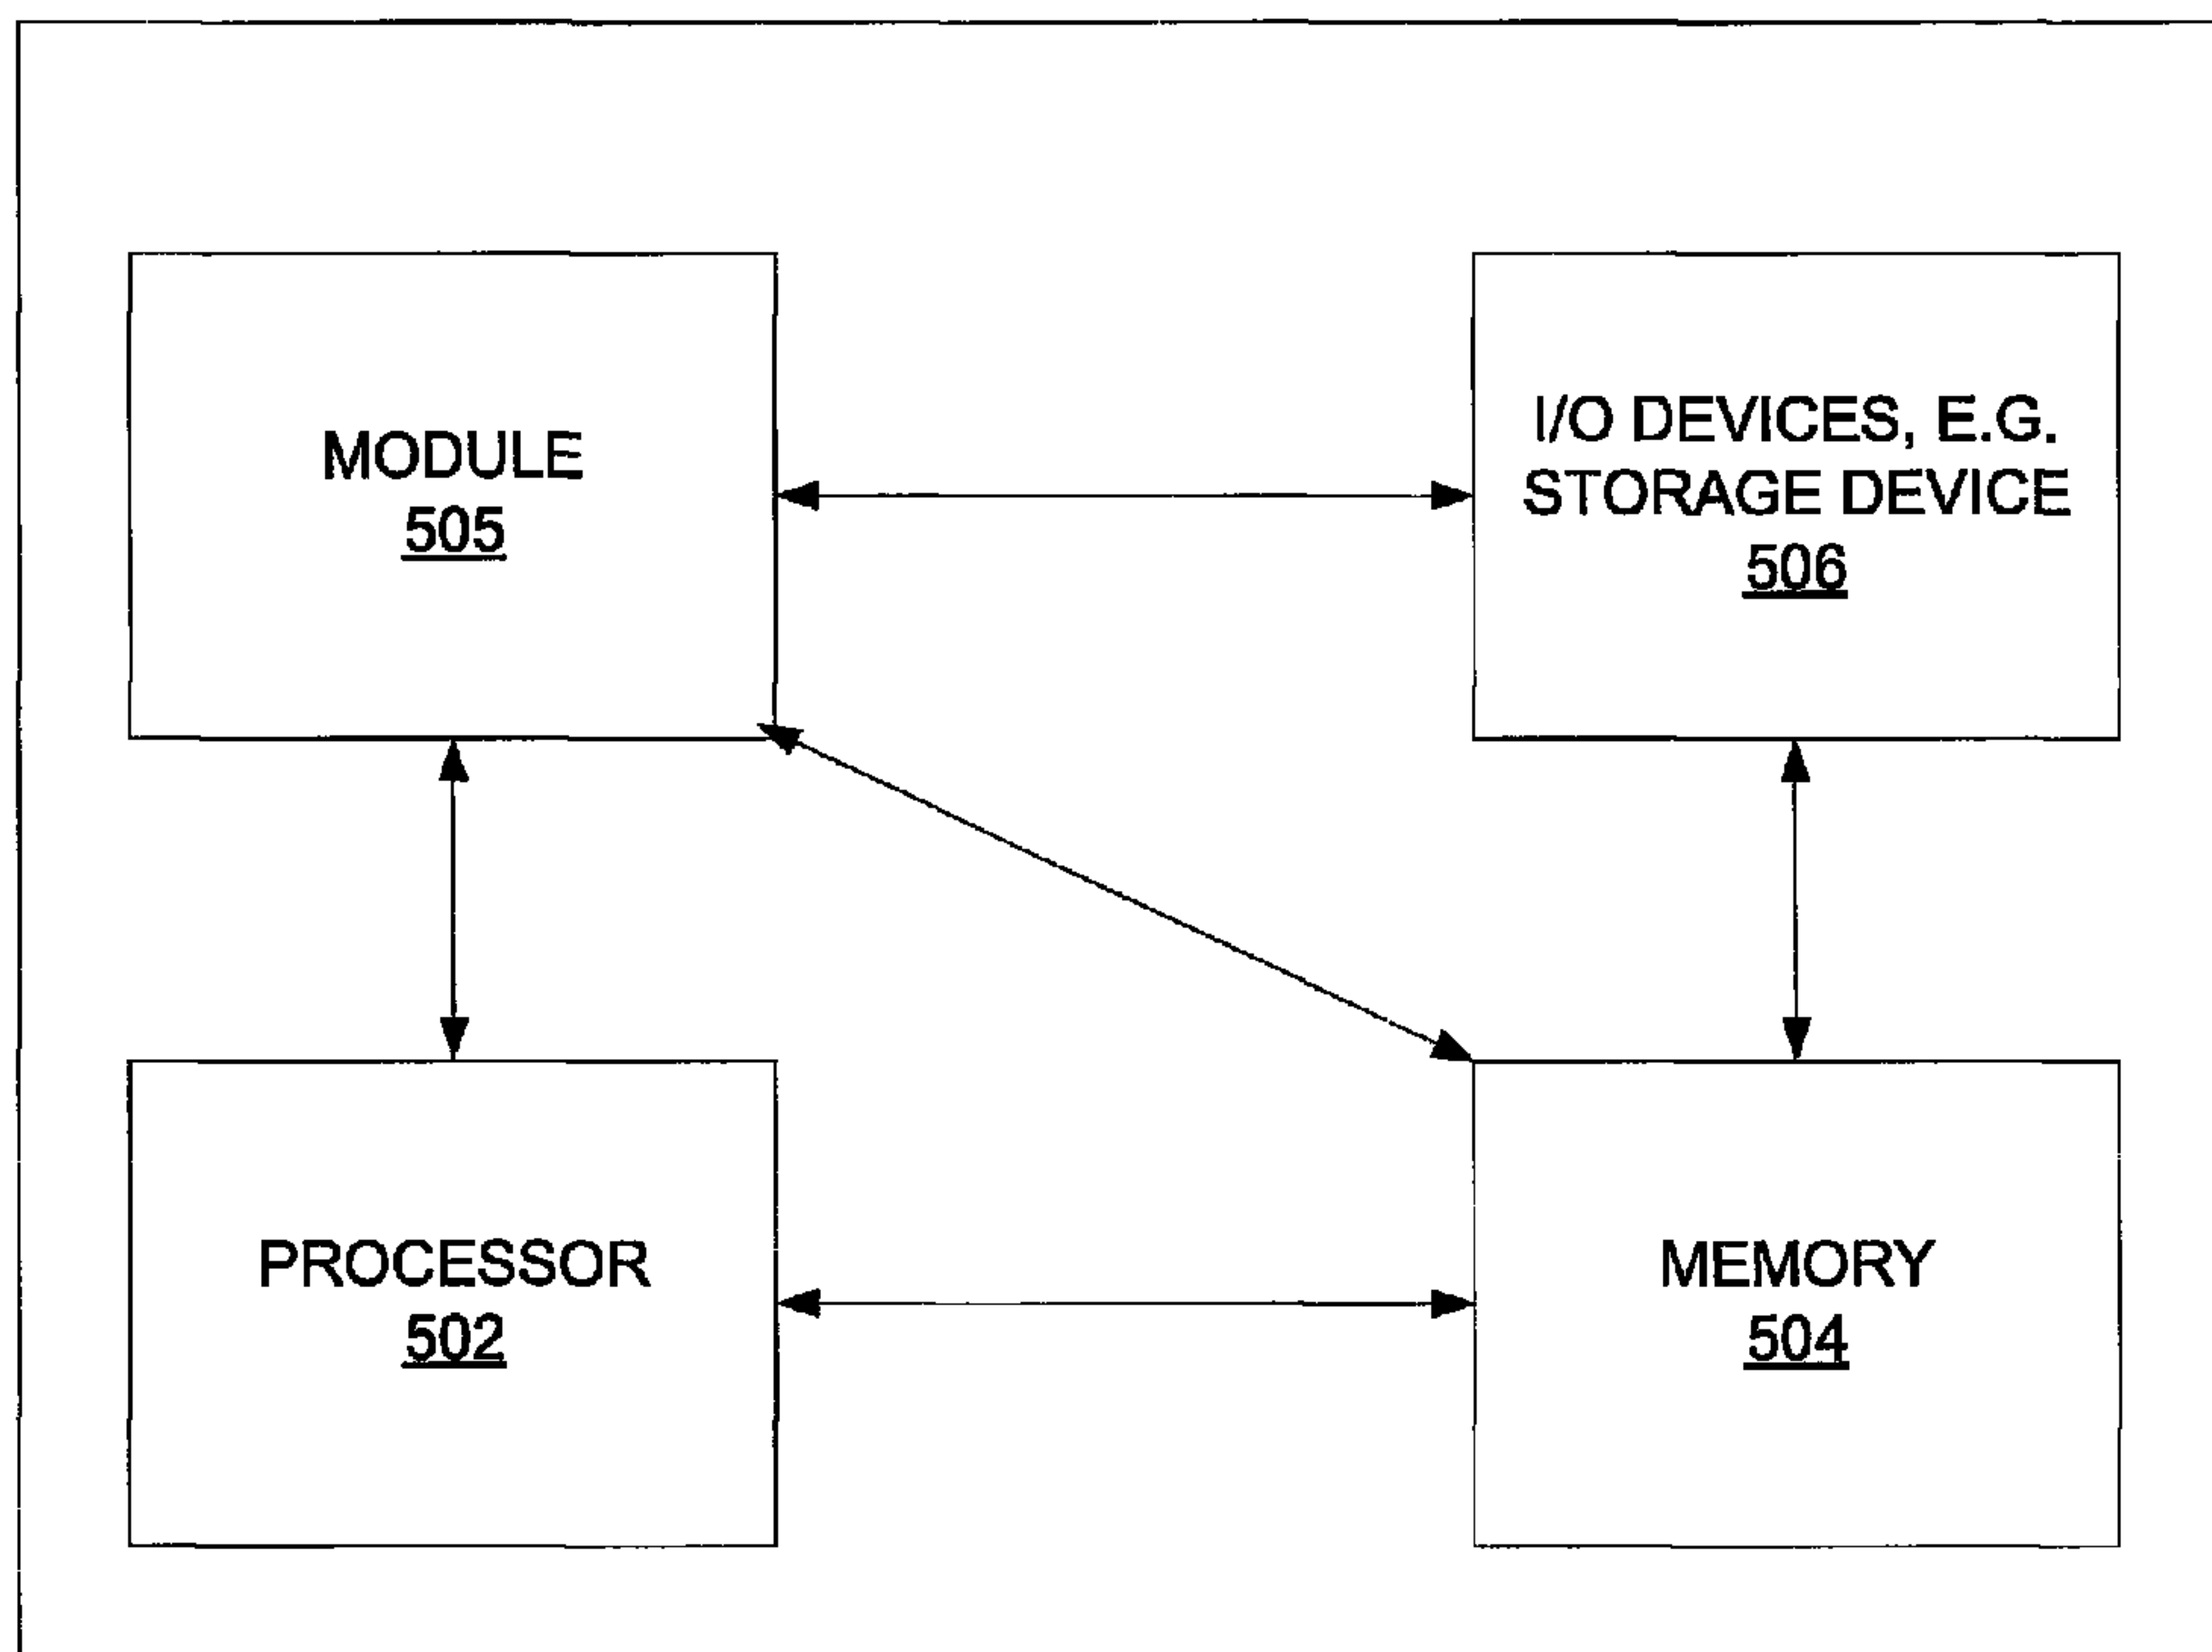 MODULE
505
I/O DEVICES, E.G.
STORAGE DEVICE
506
PROCESSOR
502
MEMORY
504